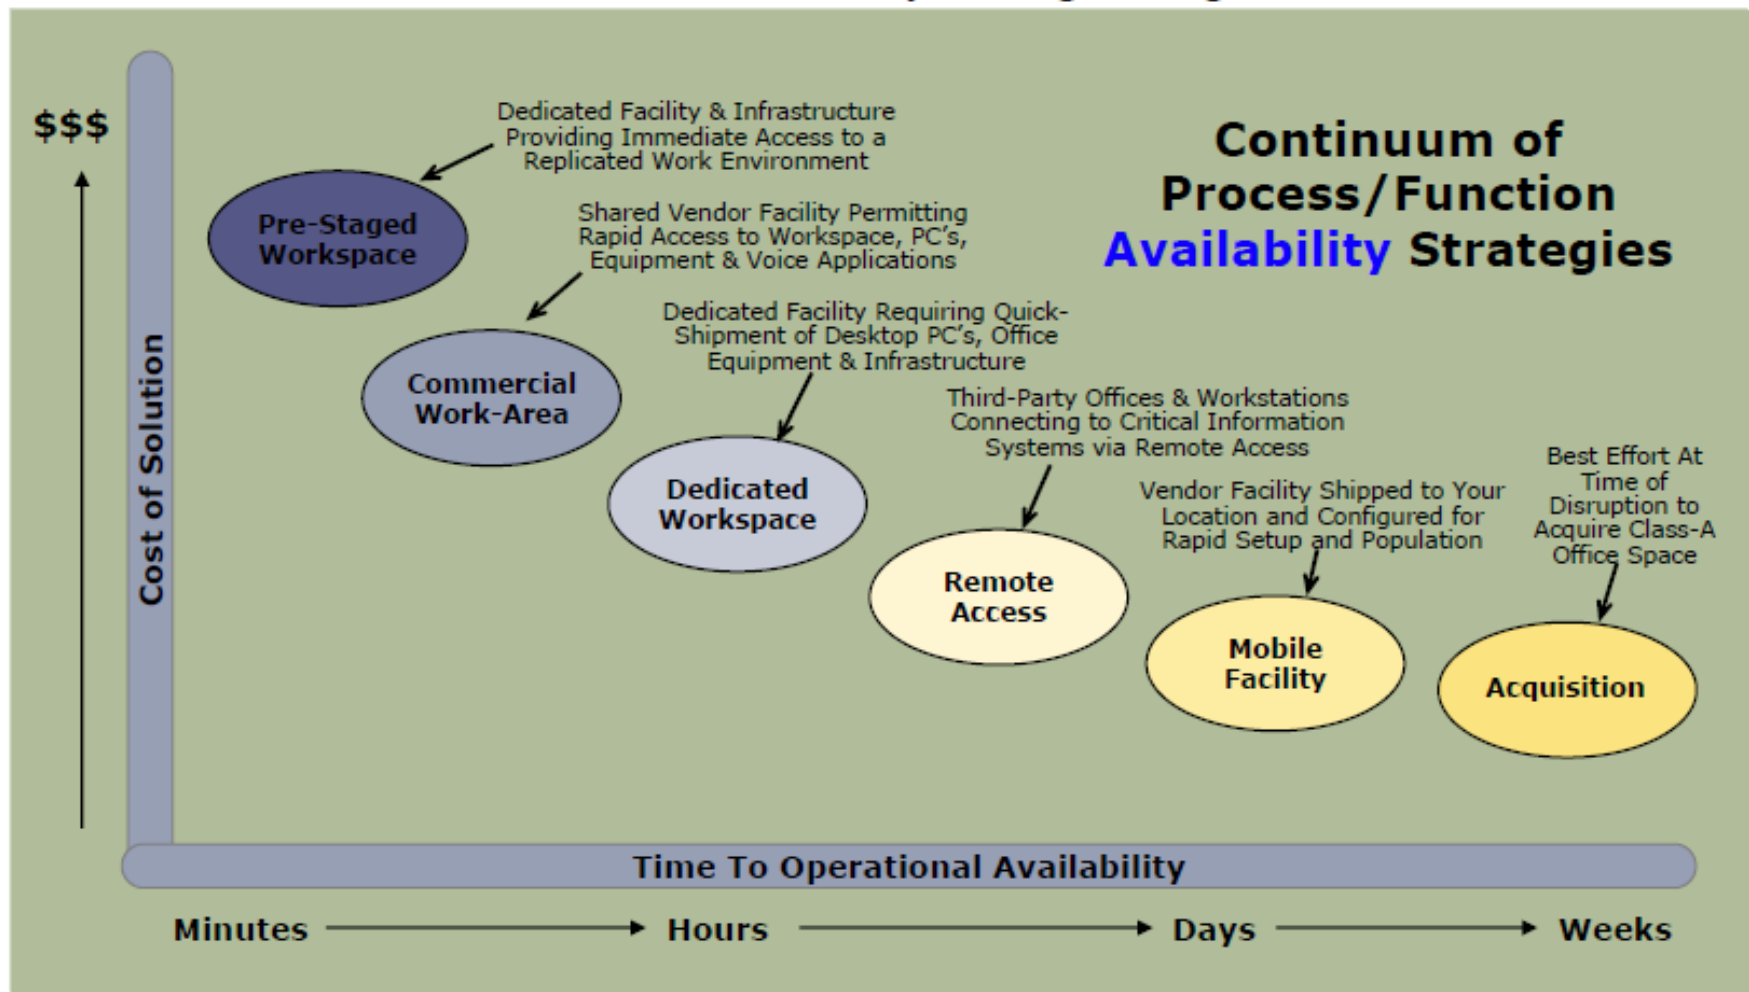 $$$
Cost of Solution
Continuum of
Process/Function
Availability Strategies
Dedicated Facility & Infrastructure
Providing Immediate Access to a
Replicated Work Environment
Pre-Staged
Workspace
Shared Vendor Facility Permitting
Rapid Access to Workspace, PC's,
Equipment & Voice Applications
Commercial
Work-Area
Dedicated Facility Requiring Quick-
Shipment of Desktop PC's, Office
Equipment & Infrastructure
Dedicated
Workspace
Third-Party Offices & Workstations
Connecting to Critical Information
Systems via Remote Access
Remote
Access
Vendor Facility Shipped to Your
Location and Configured for
Rapid Setup and Population
Mobile
Facility
Best Effort At
Time of
Disruption to
Acquire Class-A
Office Space
Acquisition
Time To Operational Availability
Minutes
Hours
Days
Weeks